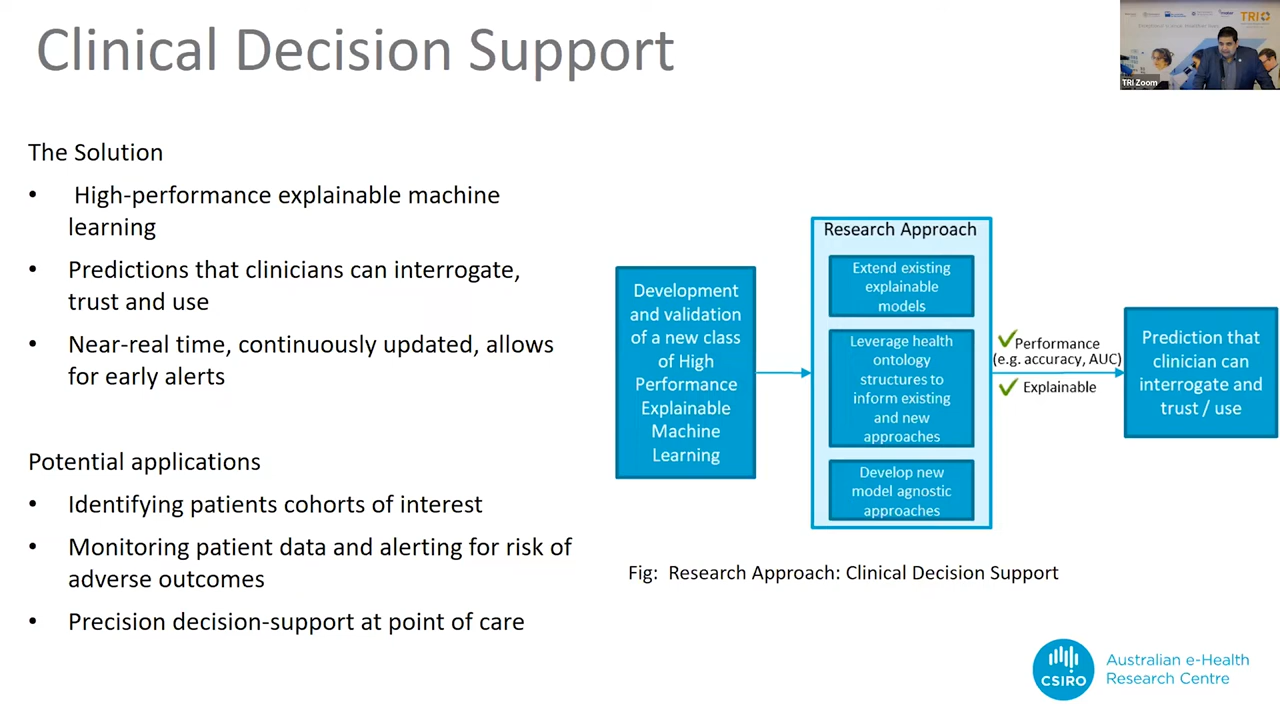 Clinical Decision Support
TRI
TRI Zoom
The Solution
• High-performance explainable machine
learning
• Predictions that clinicians can interrogate,
trust and use
• Near-real time, continuously updated, allows
for early alerts
Potential applications
• Identifying patients cohorts of interest
• Monitoring patient data and alerting for risk of
adverse outcomes
• Precision decision-support at point of care
Development
and validation
of a new class
of High
Performance
Explainable
Machine
Learning
Research Approach
Extend existing
explainable
models
Leverage health
ontology
structures to
inform existing
and new
approaches
Develop new
model agnostic
approaches
Performance
(e.g. accuracy, AUC)
Explainable
Prediction that
clinician can
interrogate and
trust / use
Fig: Research Approach: Clinical Decision Support
CSIRO
Australian e-Health
Research Centre